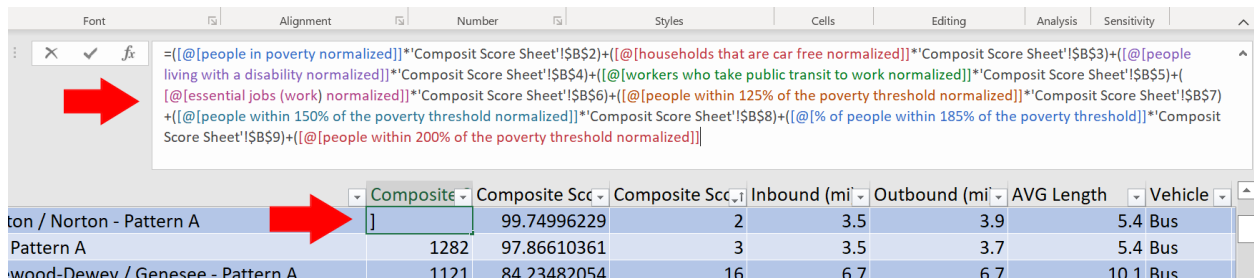 Font Alignment Number Styles Cells Editing Analysis Sensitivity
fx =([@[people in poverty normalized]]*'Composit Score Sheet'!$B$2)+([@[households that are car free normalized]]*'Composit Score Sheet'!$B$3)+([@[people
living with a disability normalized]]*'Composit Score Sheet'!$B$4)+([@[workers who take public transit to work normalized]]*'Composit Score Sheet'!$B$5)+(
[@[essential jobs (work) normalized]]*'Composit Score Sheet'!$B$6)+([@[people within 125% of the poverty threshold normalized]]*'Composit Score Sheet'!$B$7)
+([@[people within 150% of the poverty threshold normalized]]*'Composit Score Sheet'!$B$8)+([@[% of people within 185% of the poverty threshold]]*'Composit
Score Sheet'!$B$9)+([@[people within 200% of the poverty threshold normalized]]
Composite Composite Sco Composite Sco Inbound (mi Outbound (mi AVG Length Vehicle
ton / Norton - Pattern A ] 99.74996229 2 3.5 3.9 5.4 Bus
Pattern A 1282 97.86610361 3 3.5 3.7 5.4 Bus
ewood-Dewey / Genesee - Pattern A 1121 84.23482054 16 6.7 6.7 10.1 Bus